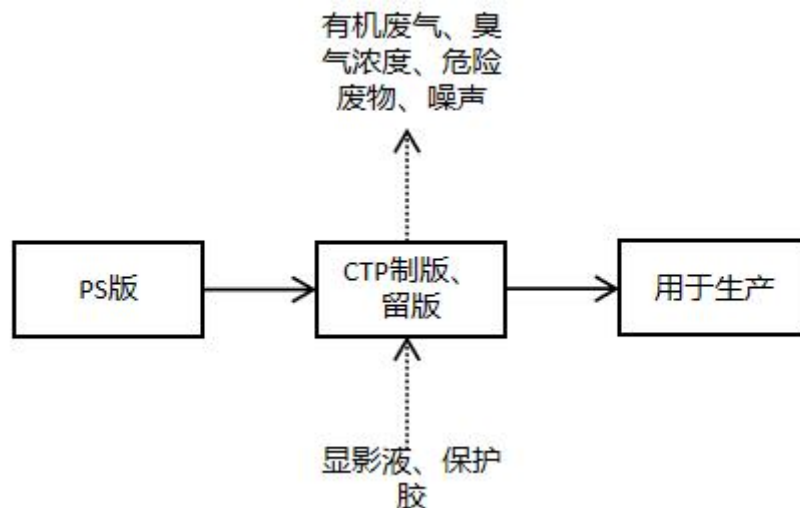 有机废气、臭
气浓度、危险
废物、噪声
PS版
CTP制版、
留版
用于生产
显影液、保护
胶